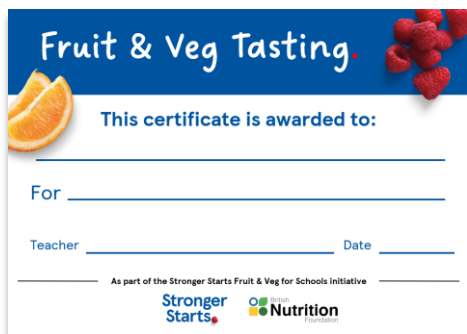 Fruit & Veg Tasting.
This certificate is awarded to:
For
Teacher Date
As part of the Stronger Starts Fruit & Veg for Schools initiative
Stronger
Starts
British
Nutrition
Foundation